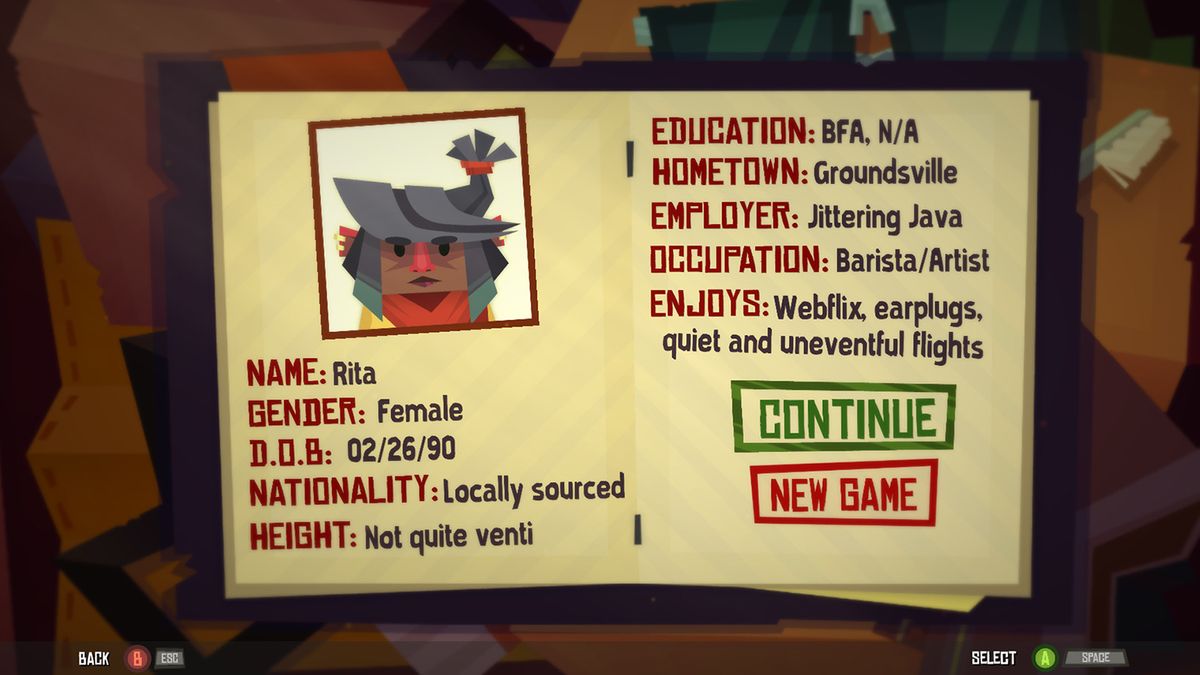 NAME: Rita
GENDER: Female
D.O.B: 02/26/90
NATIONALITY: Locally sourced
HEIGHT: Not quite venti
EDUCATION: BFA, N/A
HOMETOWN: Groundsville
EMPLOYER: Jittering Java
OCCUPATION: Barista/Artist
ENJOYS: Webflix, earplugs,
quiet and uneventful flights
CONTINUE
NEW GAME
BACK B ESC
SELECT A SPACE